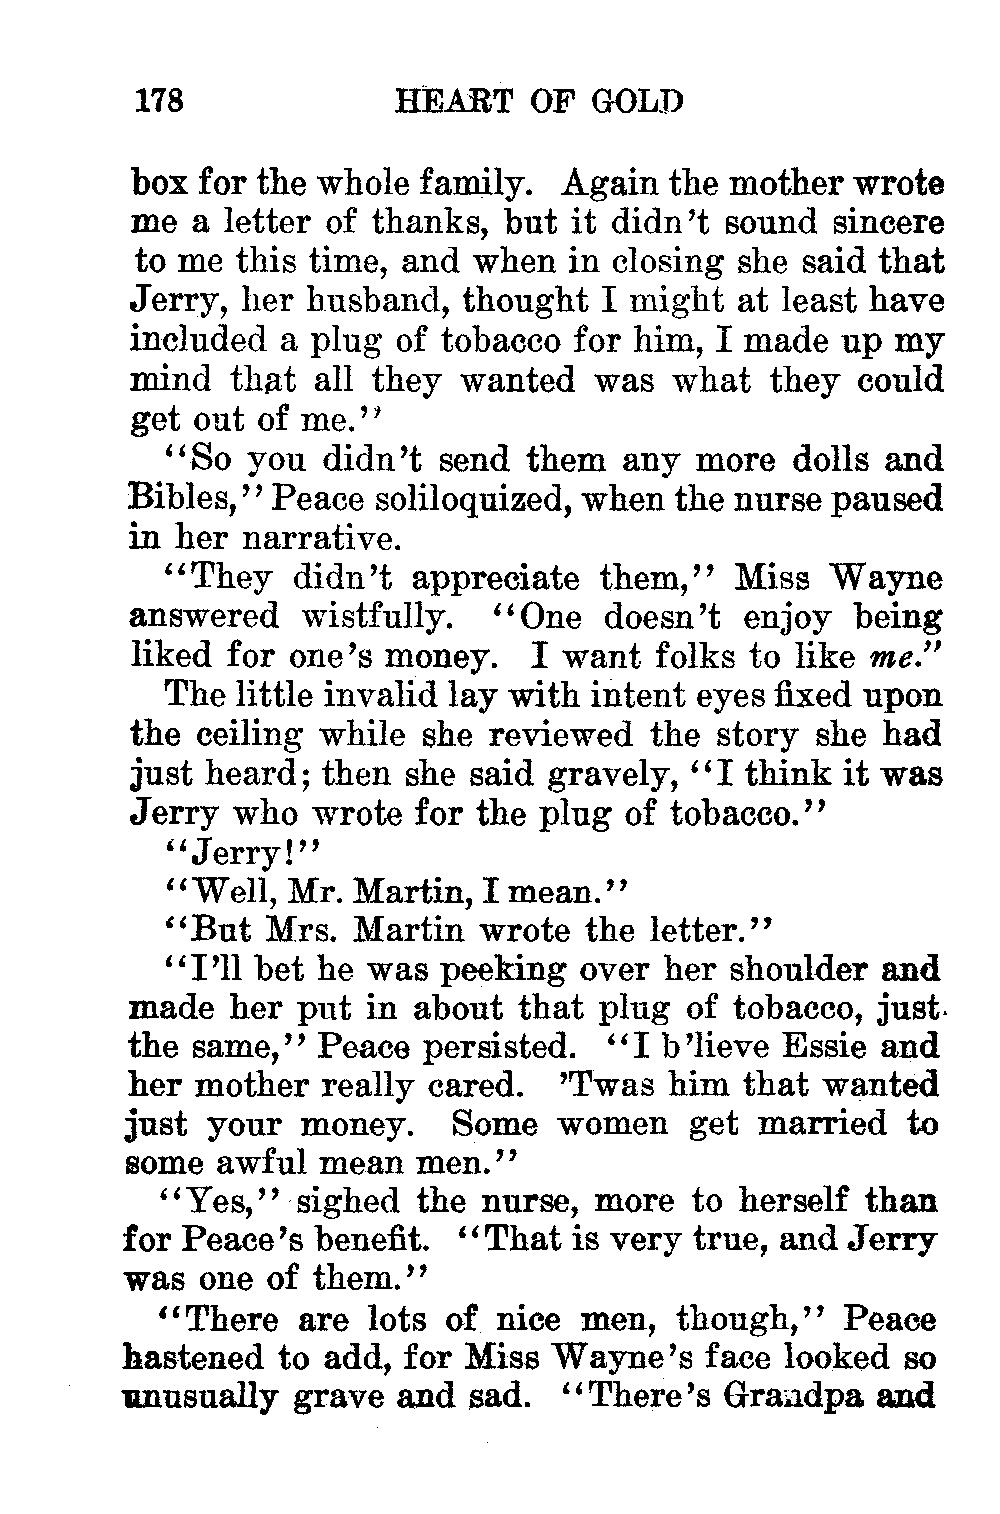 178 HEART OF GOLD
box for the whole family. Again the mother wrote
me a letter of thanks, but it didn't sound sincere
to me this time, and when in closing she said that
Jerry, her husband, thought I might at least have
included a plug of tobacco for him, I made up my
mind that all they wanted was what they could
get out of me."
"So you didn't send them any more dolls and
Bibles," Peace soliloquized, when the nurse paused
in her narrative.
"They didn't appreciate them," Miss Wayne
answered wistfully. "One doesn't enjoy being
liked for one's money. I want folks to like me."
The little invalid lay with intent eyes fixed upon
the ceiling while she reviewed the story she had
just heard; then she said gravely, "I think it was
Jerry who wrote for the plug of tobacco."
"Jerry!"
"Well, Mr. Martin, I mean."
"But Mrs. Martin wrote the letter."
"I'll bet he was peeking over her shoulder and
made her put in about that plug of tobacco, just
the same," Peace persisted. "I b'lieve Essie and
her mother really cared. 'Twas him that wanted
just your money. Some women get married to
some awful mean men."
"Yes," sighed the nurse, more to herself than
for Peace's benefit. "That is very true, and Jerry
was one of them."
"There are lots of nice men, though," Peace
hastened to add, for Miss Wayne's face looked so
unusually grave and sad. "There's Grandpa and